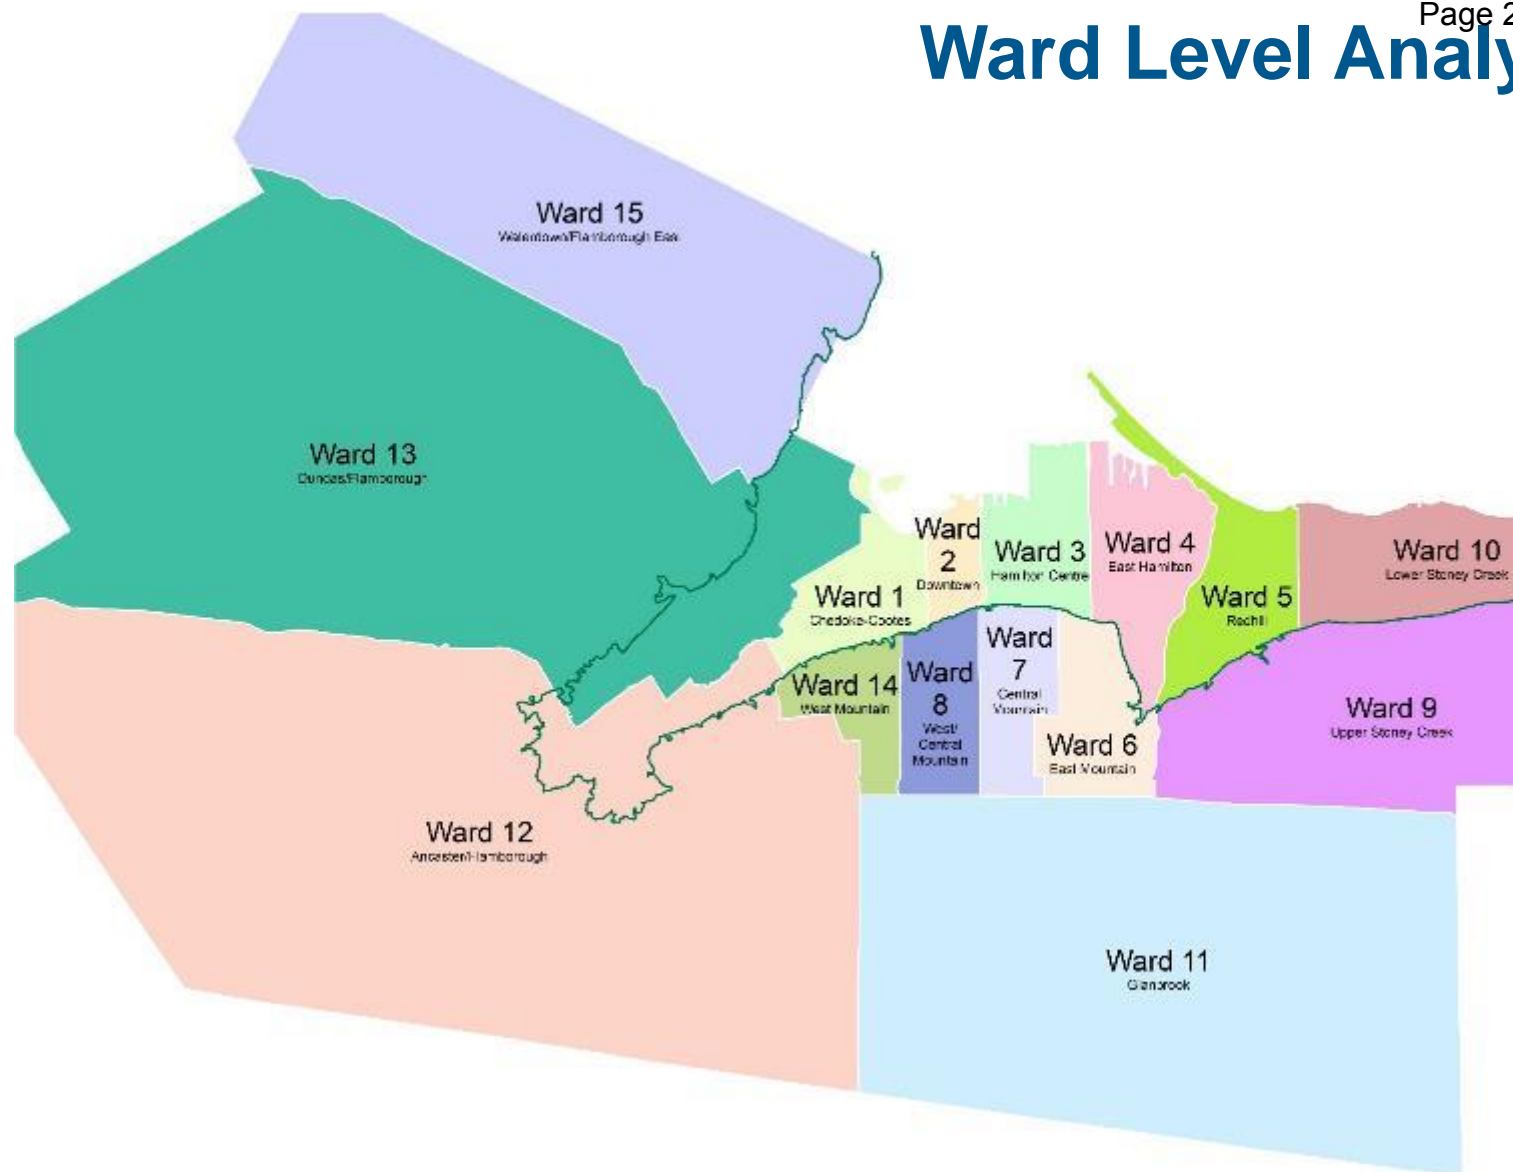 Page 2
Ward Level Analy
Ward 15
Waterdown/Flamborough East
Ward 13
Dundas/Flamborough
Ward
2
Downtown
Ward 3
Hamilton Centre
Ward 4
East Hamilton
Ward 10
Lower Stoney Creek
Ward 1
Chedoke-Cootes
Ward 5
Redhill
Ward
7
Central
Mountain
Ward 14
West Mountain
Ward
8
West/
Central
Mountain
Ward 9
Upper Stoney Creek
Ward 6
East Mountain
Ward 12
Ancaster/Flamborough
Ward 11
Glanbrook